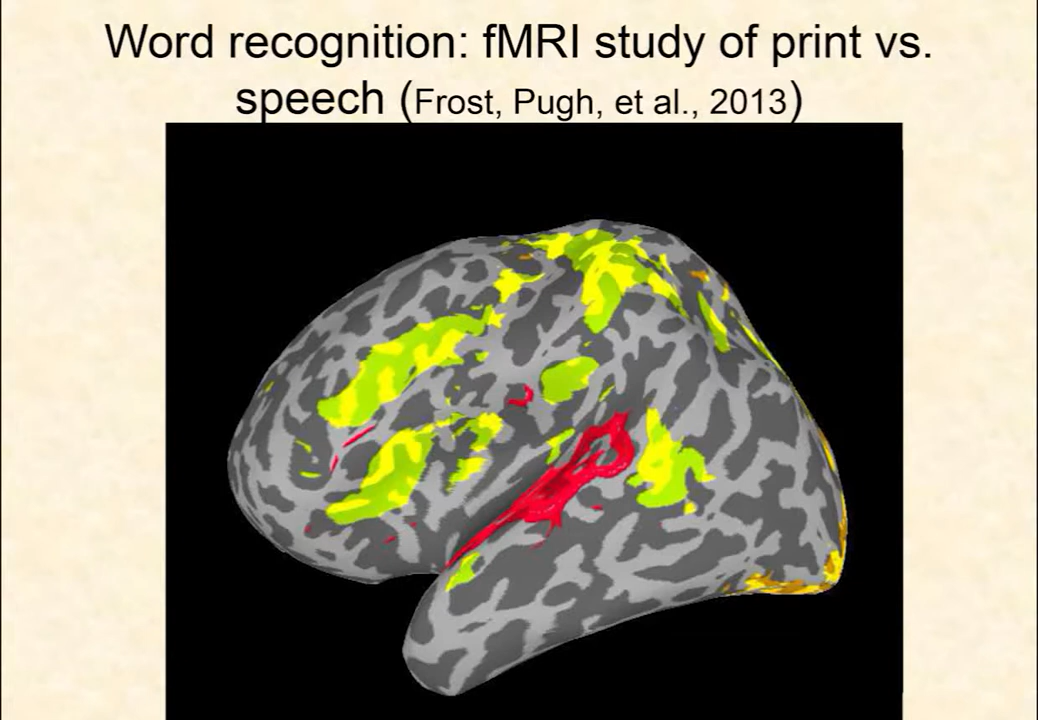 Word recognition: fMRI study of print vs.
speech (Frost, Pugh, et al., 2013)